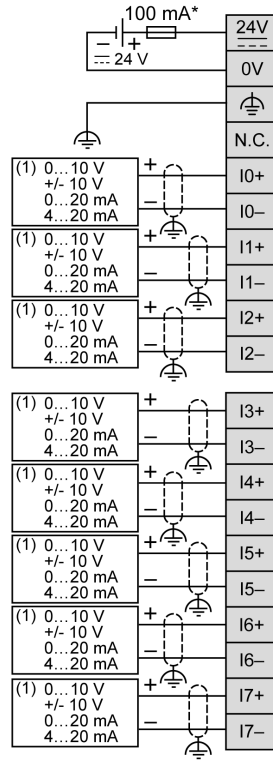 100 mA*
24V
– +
24 V
0V
N.C.
(1) 0...10 V
+/- 10 V
0...20 mA
4...20 mA
+
I0+
–
I0–
(1) 0...10 V
+/- 10 V
0...20 mA
4...20 mA
+
I1+
–
I1–
(1) 0...10 V
+/- 10 V
0...20 mA
4...20 mA
+
I2+
–
I2–
(1) 0...10 V
+/- 10 V
0...20 mA
4...20 mA
+
I3+
–
I3–
(1) 0...10 V
+/- 10 V
0...20 mA
4...20 mA
+
I4+
–
I4–
(1) 0...10 V
+/- 10 V
0...20 mA
4...20 mA
+
I5+
–
I5–
(1) 0...10 V
+/- 10 V
0...20 mA
4...20 mA
+
I6+
–
I6–
(1) 0...10 V
+/- 10 V
0...20 mA
4...20 mA
+
I7+
–
I7–